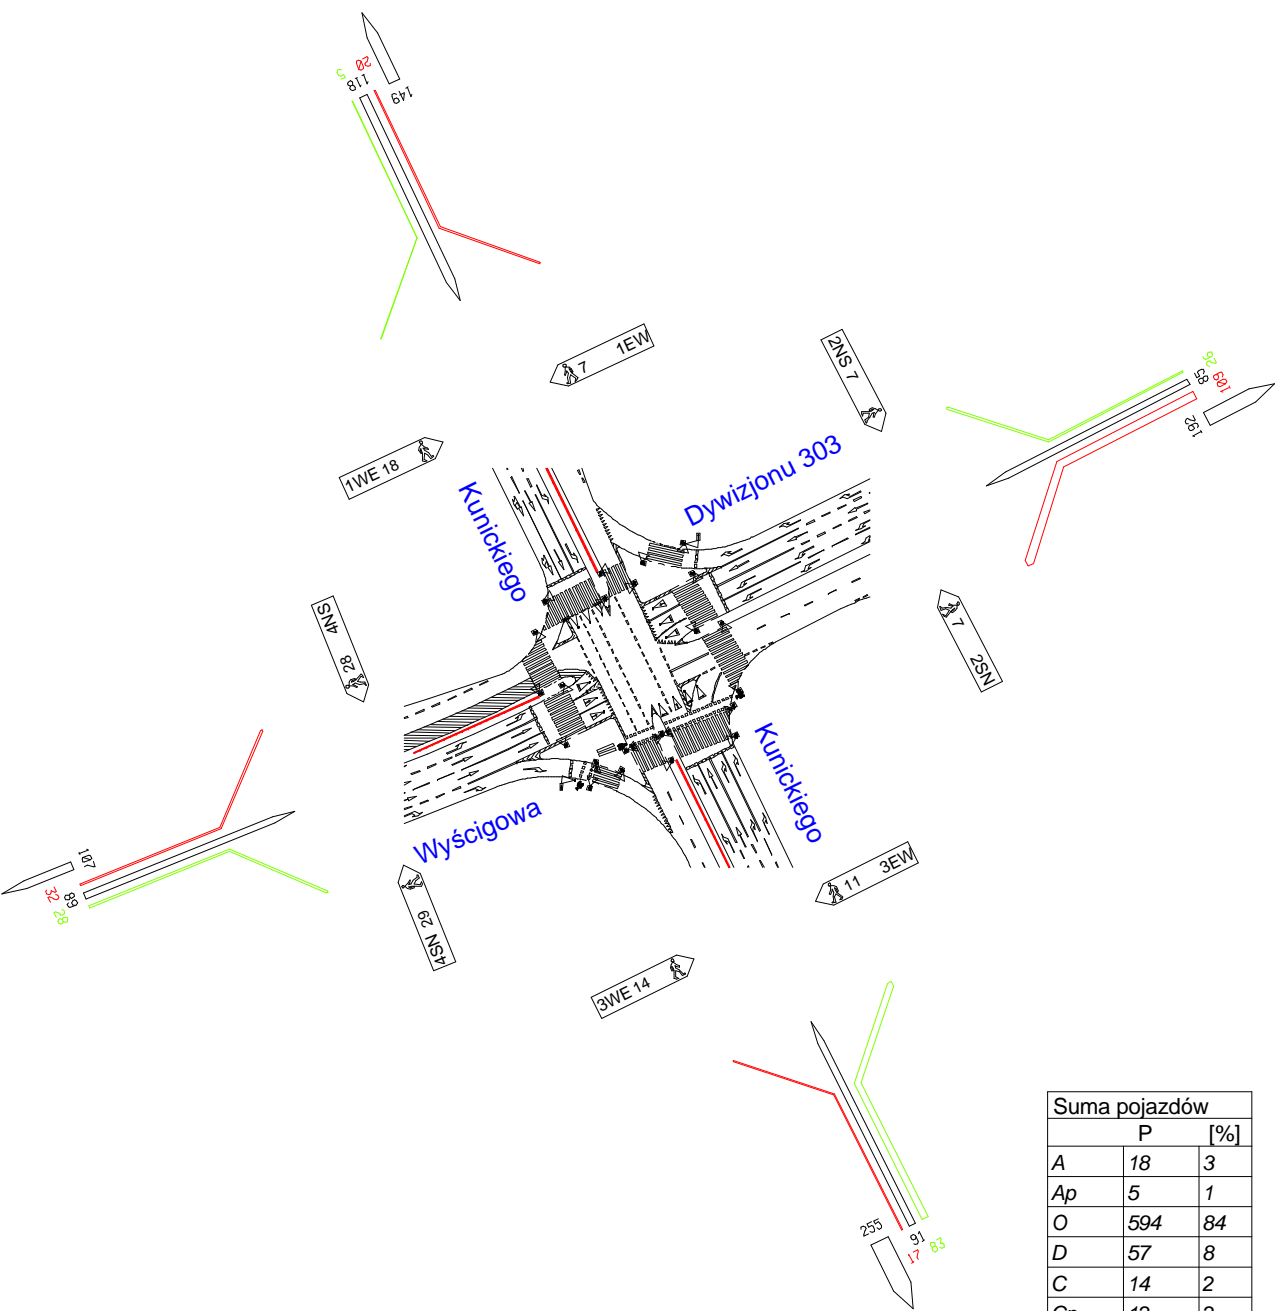 5 20
118
149
7 1EW
2NS 7
26
85 109
192
1WE 18
Dywizjonu 303
Kunickiego
4NS
28
7 2SN
Kunickiego
Wyścigowa
107
32 89
28
11 3EW
4SN 29
3WE 14
255
91
17 83
Suma pojazdów
P [%]
A 18 3
Ap 5 1
O 594 84
D 57 8
C 14 2